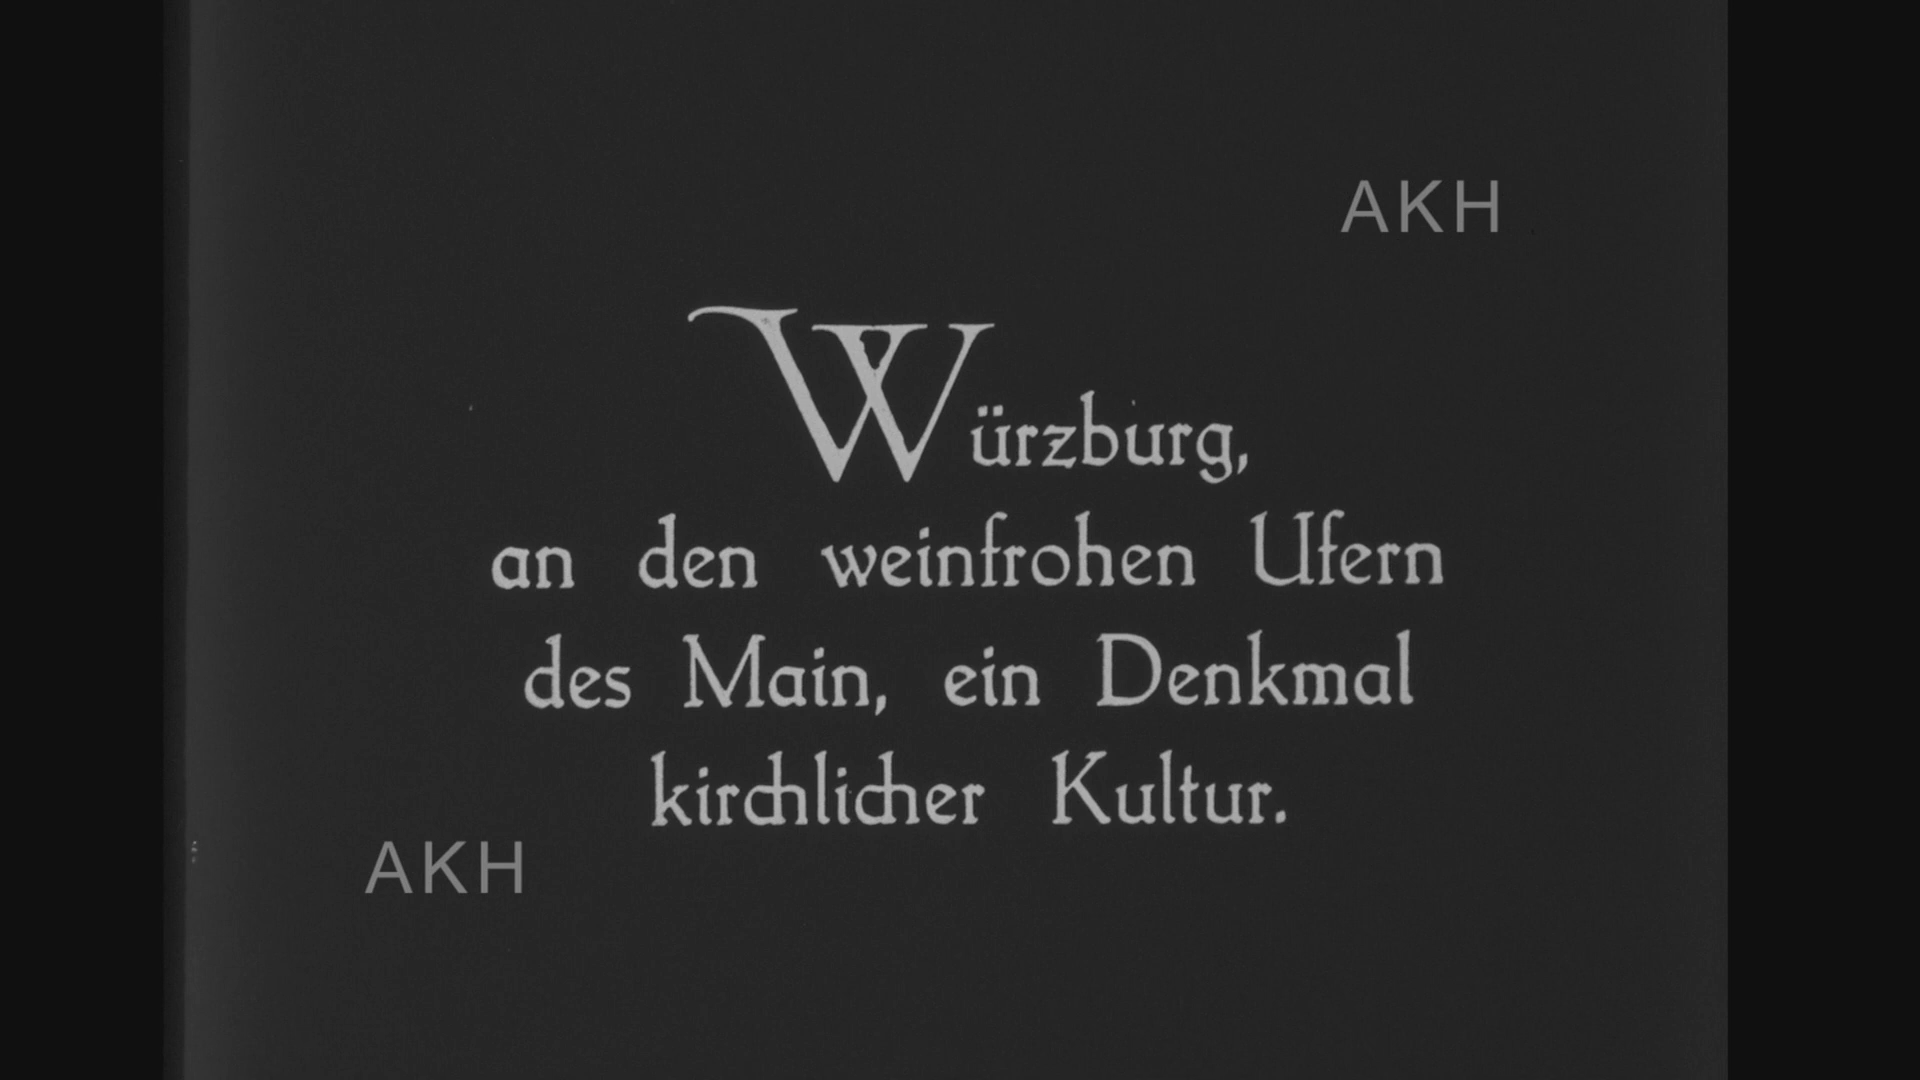 AKH
Würzburg,
an den weinfrohen Ufern
des Main, ein Denkmal
kirchlicher Kultur.
AKH